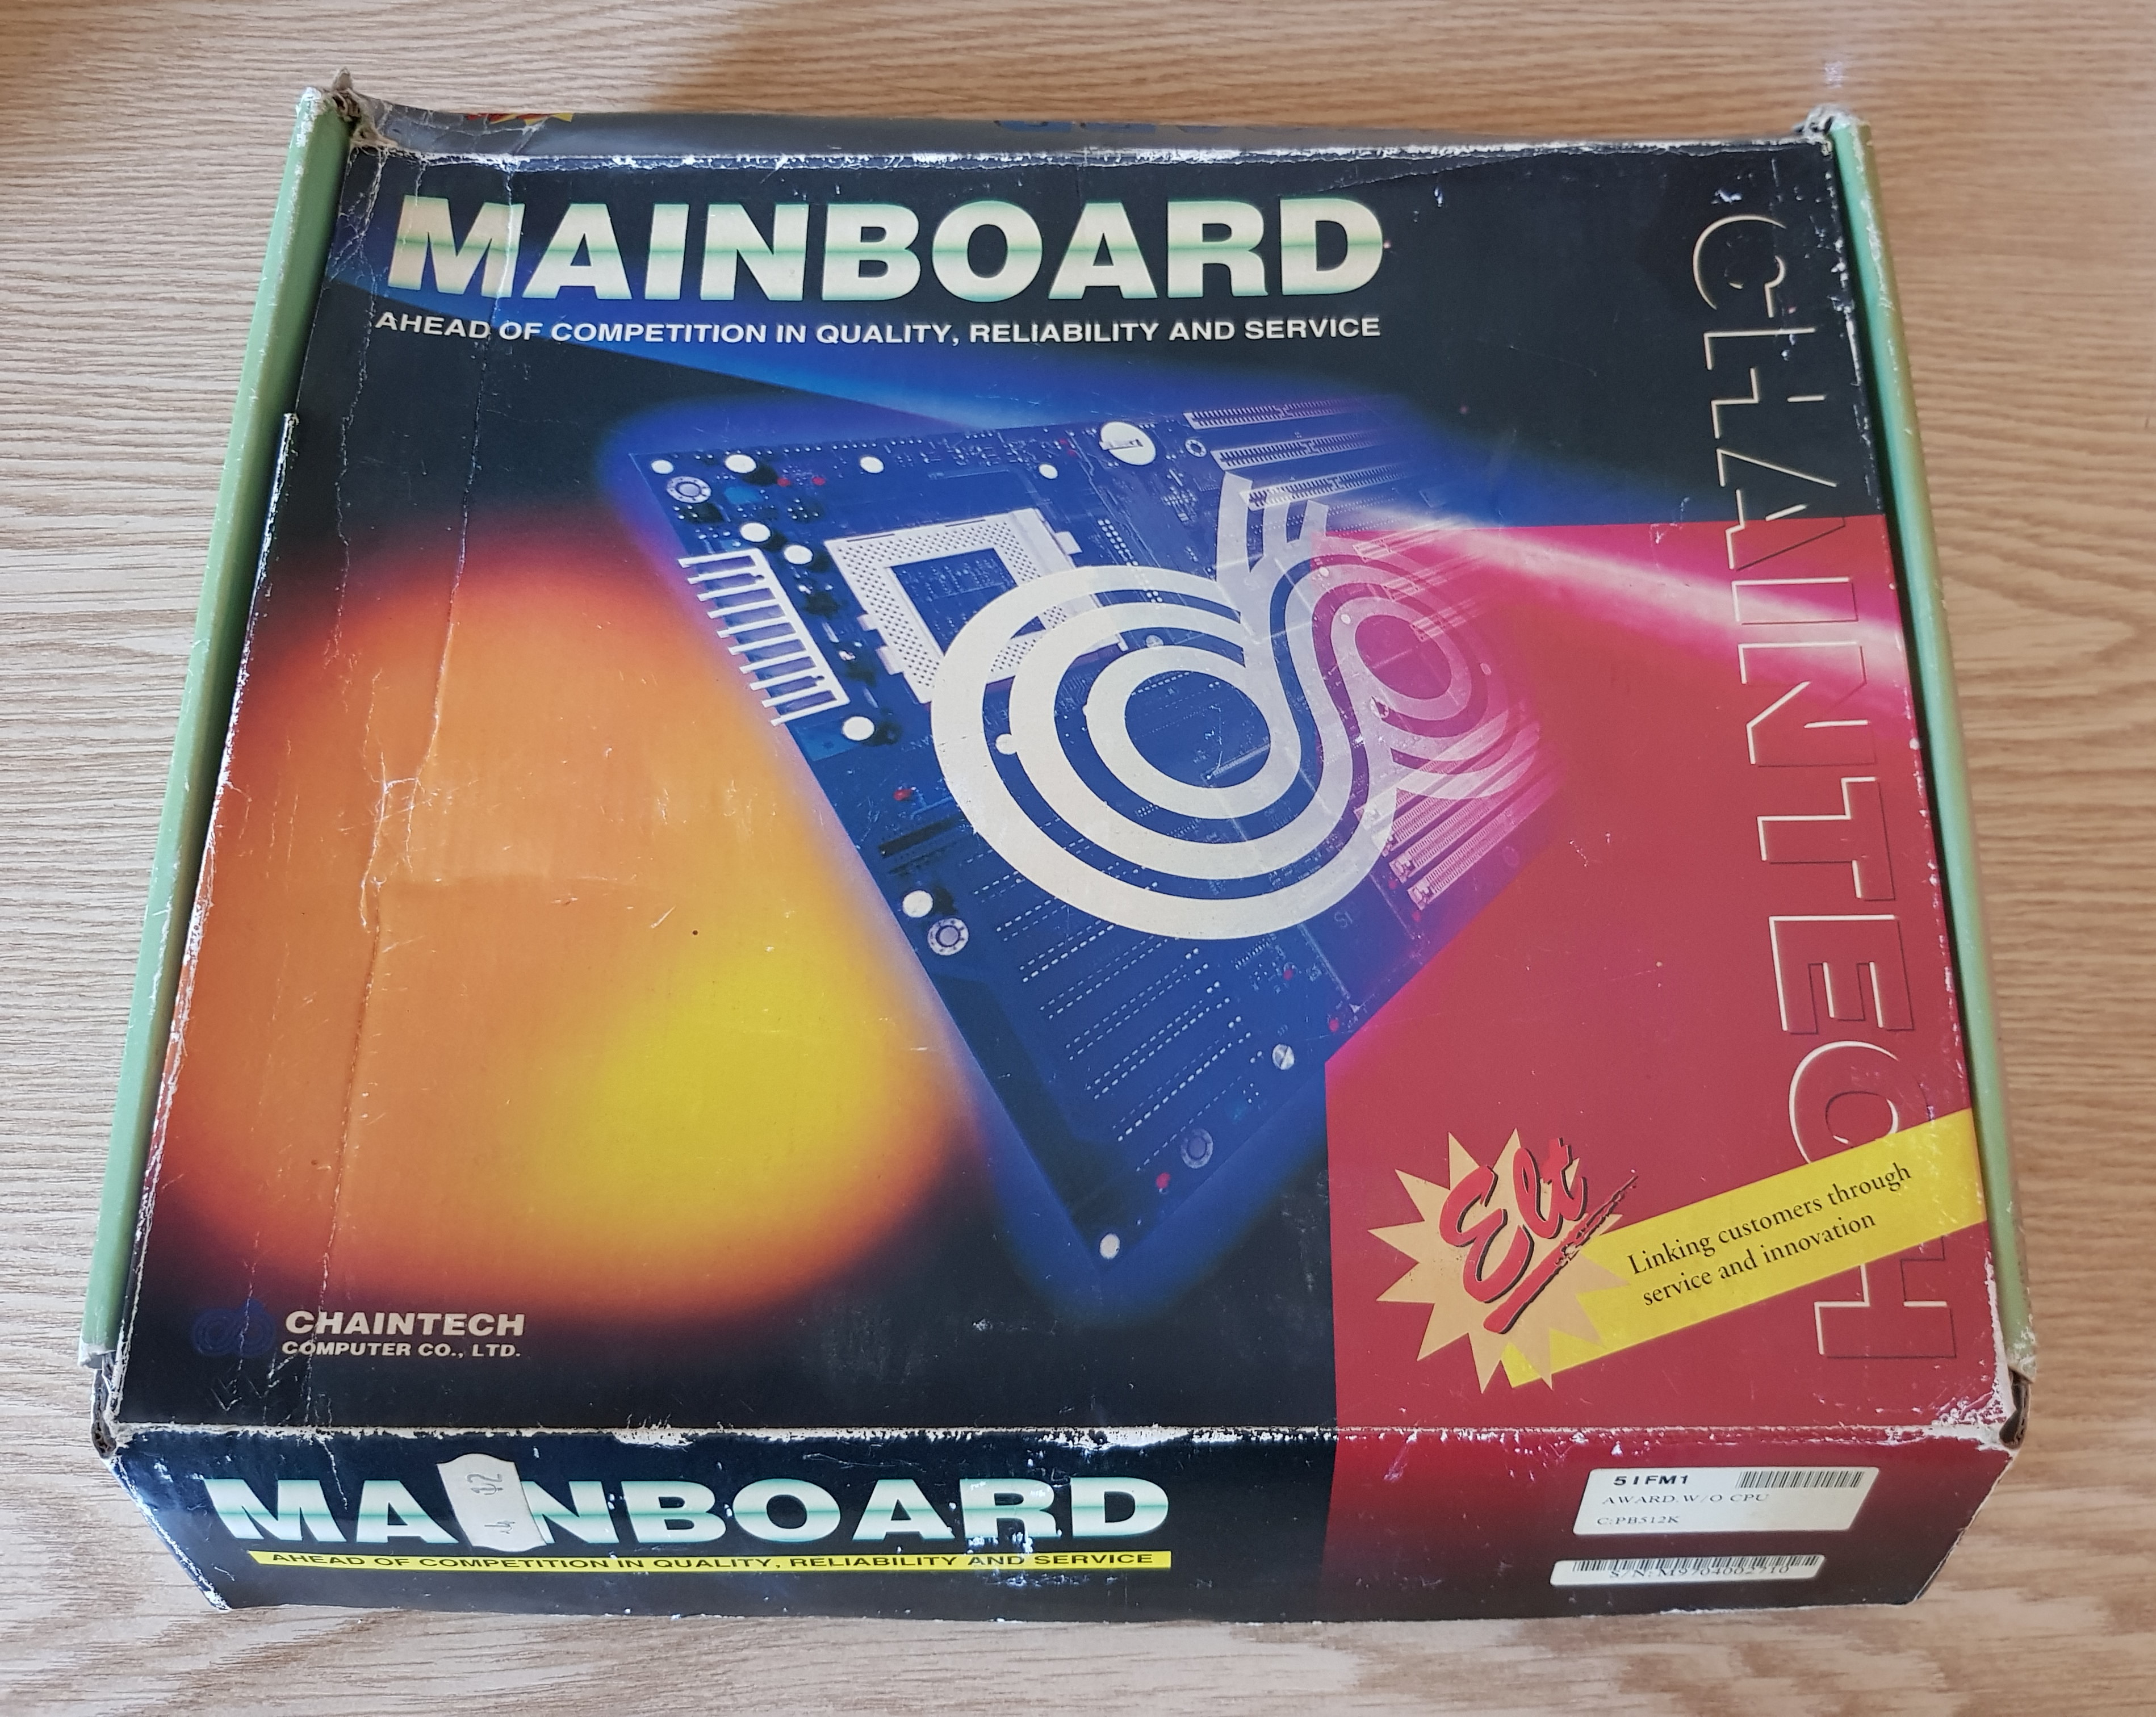 MAINBOARD
AHEAD OF COMPETITION IN QUALITY, RELIABILITY AND SERVICE
CHAINTECH
Elt
Linking customers through
service and innovation
CHAINTECH
COMPUTER CO., LTD.
MAINBOARD
AHEAD OF COMPETITION IN QUALITY, RELIABILITY AND SERVICE
5IFM1
AWARD.W/O CPU
C:PB512K
S/N: